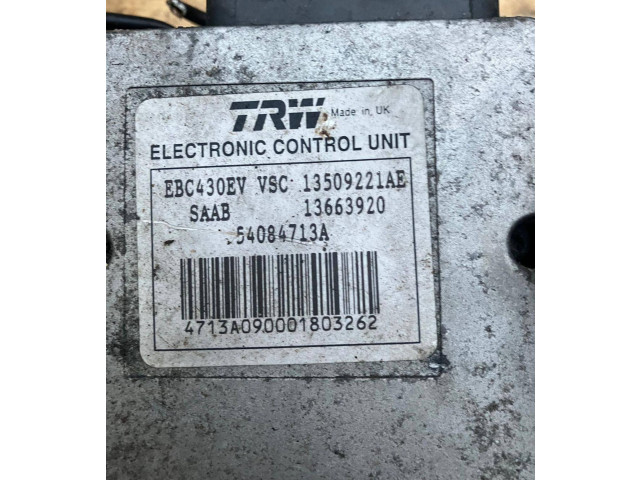 TRW Made in UK
ELECTRONIC CONTROL UNIT
EBC430EV VSC 13509221AE
SAAB 13663920
54084713A
4713A090001803262